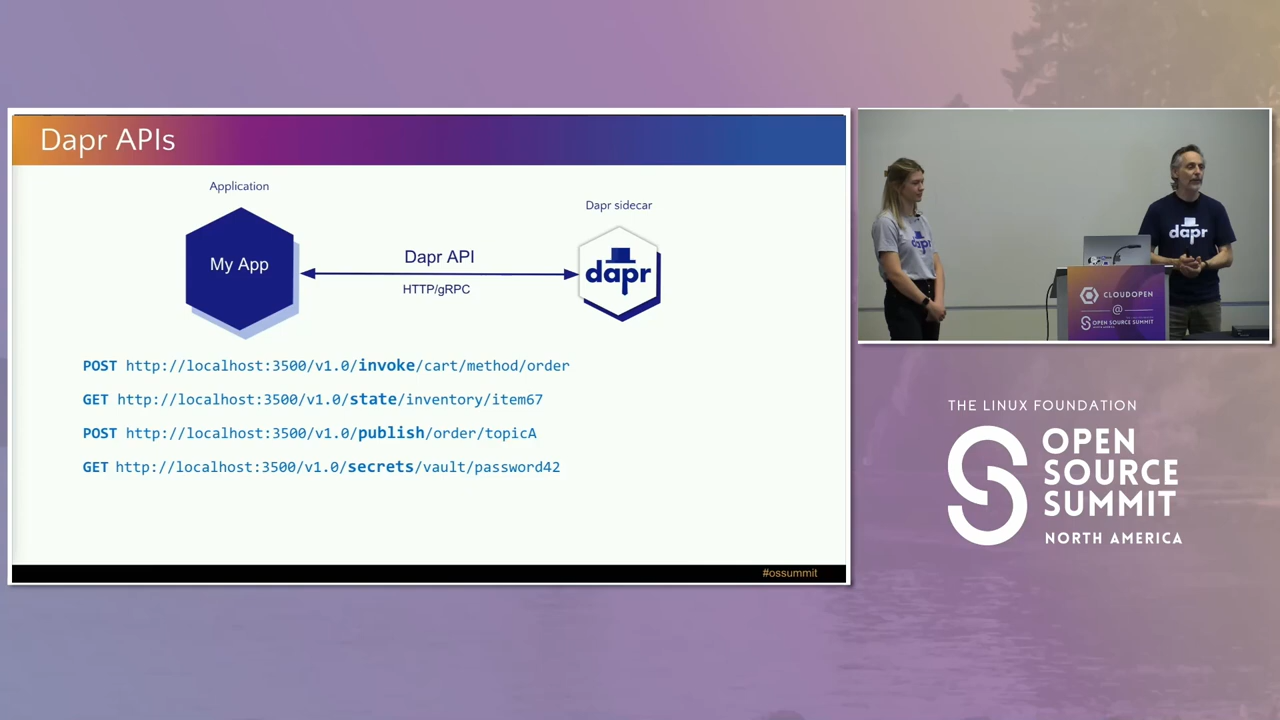 Dapr APIs
Application
Dapr sidecar
My App
Dapr API
HTTP/gRPC
dapr
POST http://localhost:3500/v1.0/invoke/cart/method/order
GET http://localhost:3500/v1.0/state/inventory/item67
POST http://localhost:3500/v1.0/publish/order/topicA
GET http://localhost:3500/v1.0/secrets/vault/password42
#ossummit
dapr
dapr
CLOUDOPEN
@
OPEN SOURCE SUMMIT
THE LINUX FOUNDATION
OPEN
SOURCE
SUMMIT
NORTH AMERICA